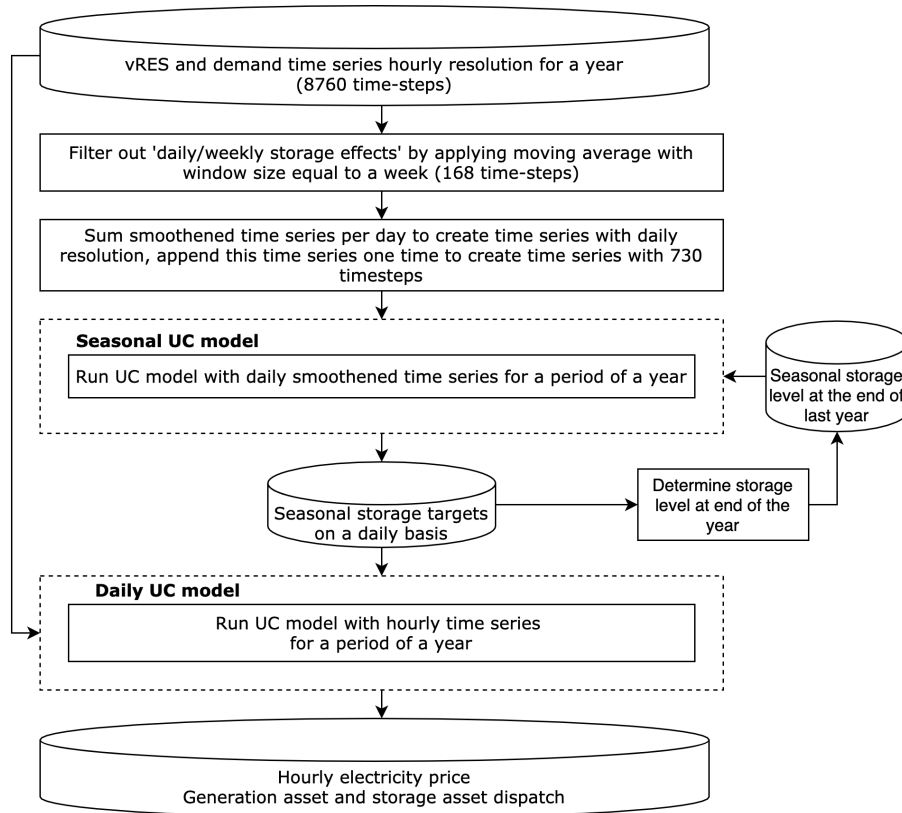 vRES and demand time series hourly resolution for a year
(8760 time-steps)
Filter out 'daily/weekly storage effects' by applying moving average with
window size equal to a week (168 time-steps)
Sum smoothened time series per day to create time series with daily
resolution, append this time series one time to create time series with 730
timesteps
Seasonal UC model
Run UC model with daily smoothened time series for a period of a year
Seasonal storage
level at the end of
last year
Seasonal storage targets
on a daily basis
Determine storage
level at end of the
year
Daily UC model
Run UC model with hourly time series
for a period of a year
Hourly electricity price
Generation asset and storage asset dispatch